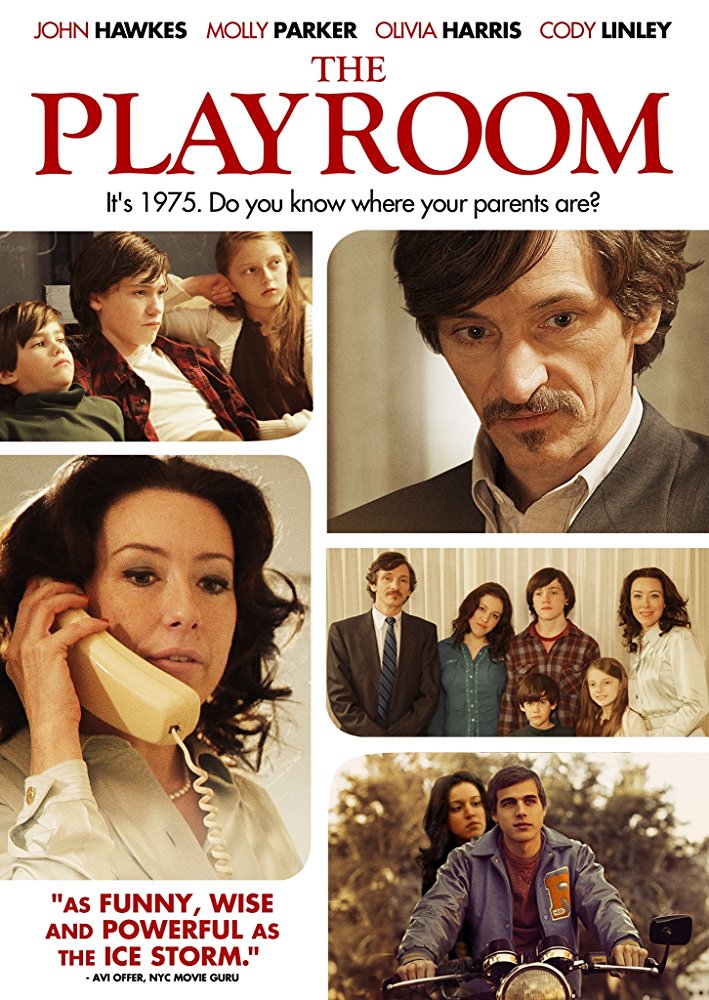 JOHN HAWKES MOLLY PARKER OLIVIA HARRIS CODY LINLEY
THE
PLAYROOM
It's 1975. Do you know where your parents are?
"AS FUNNY, WISE
AND POWERFUL AS
THE ICE STORM."
- AVI OFFER, NYC MOVIE GURU